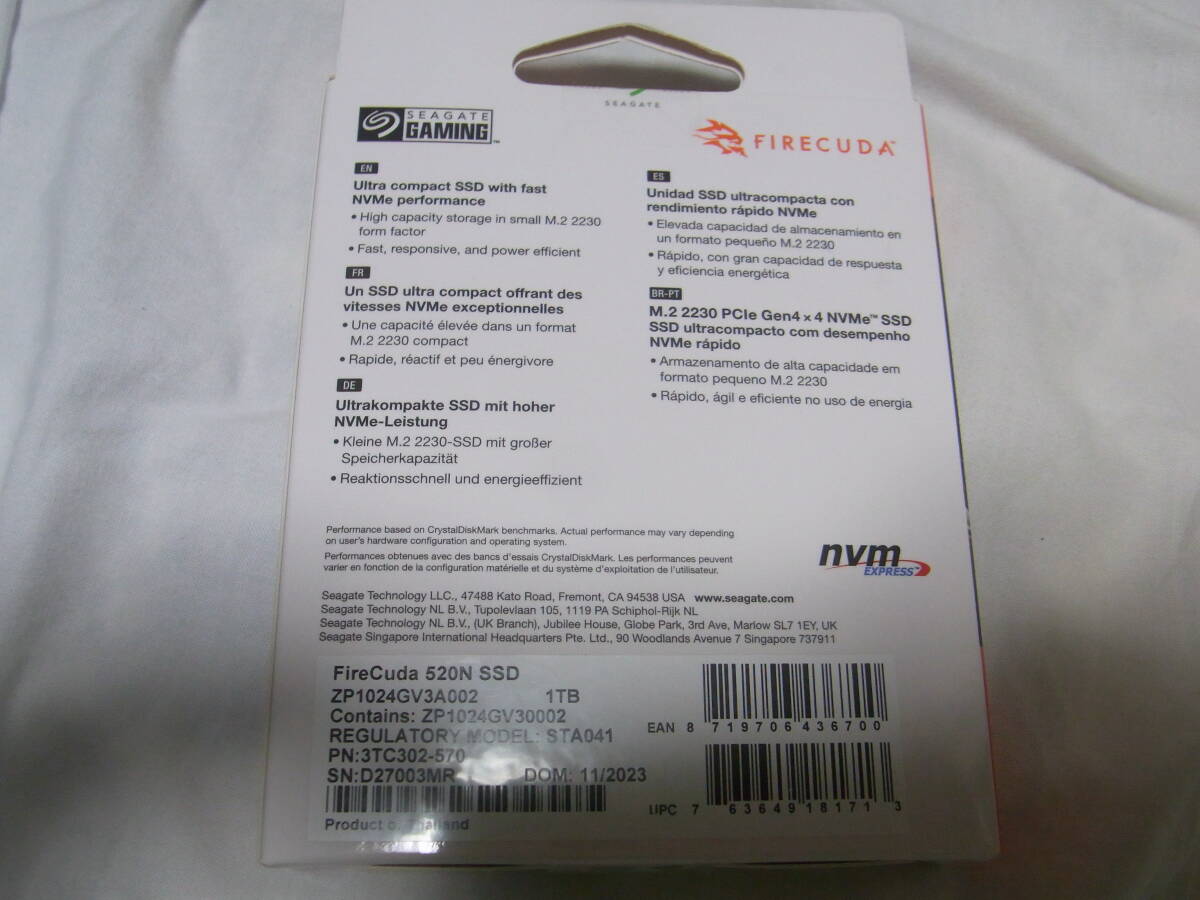 SEAGATE
SEAGATE
GAMING™
FIRECUDA
EN
Ultra compact SSD with fast
NVMe performance
• High capacity storage in small M.2 2230
form factor
• Fast, responsive, and power efficient
FR
Un SSD ultra compact offrant des
vitesses NVMe exceptionnelles
• Une capacité élevée dans un format
M.2 2230 compact
• Rapide, réactif et peu énergivore
DE
Ultrakompakte SSD mit hoher
NVMe-Leistung
• Kleine M.2 2230-SSD mit großer
Speicherkapazität
• Reaktionsschnell und energieeffizient
ES
Unidad SSD ultracompacta con
rendimiento rápido NVMe
• Elevada capacidad de almacenamiento en
un formato pequeño M.2 2230
• Rápido, con gran capacidad de respuesta
y eficiencia energética
BR-PT
M.2 2230 PCIe Gen4 × 4 NVMe™ SSD
SSD ultracompacto com desempenho
NVMe rápido
• Armazenamento de alta capacidade em
formato pequeno M.2 2230
• Rápido, ágil e eficiente no uso de energia
Performance based on CrystalDiskMark benchmarks. Actual performance may vary depending
on user's hardware configuration and operating system.
Performances obtenues avec des bancs d'essais CrystalDiskMark. Les performances peuvent
varier en fonction de la configuration matérielle et du système d'exploitation de l'utilisateur.
nvm
EXPRESS™
Seagate Technology LLC., 47488 Kato Road, Fremont, CA 94538 USA www.seagate.com
Seagate Technology NL B.V., Tupolevlaan 105, 1119 PA Schiphol-Rijk NL
Seagate Technology NL B.V., (UK Branch), Jubilee House, Globe Park, 3rd Ave, Marlow SL7 1EY, UK
Seagate Singapore International Headquarters Pte. Ltd., 90 Woodlands Avenue 7 Singapore 737911
FireCuda 520N SSD
ZP1024GV3A002 1TB
Contains: ZP1024GV30002
REGULATORY MODEL: STA041
PN:3TC302-570
SN:D27003MR DOM: 11/2023
Product of Thailand
EAN 8 719706 436700
UPC 7 63649 18171 3